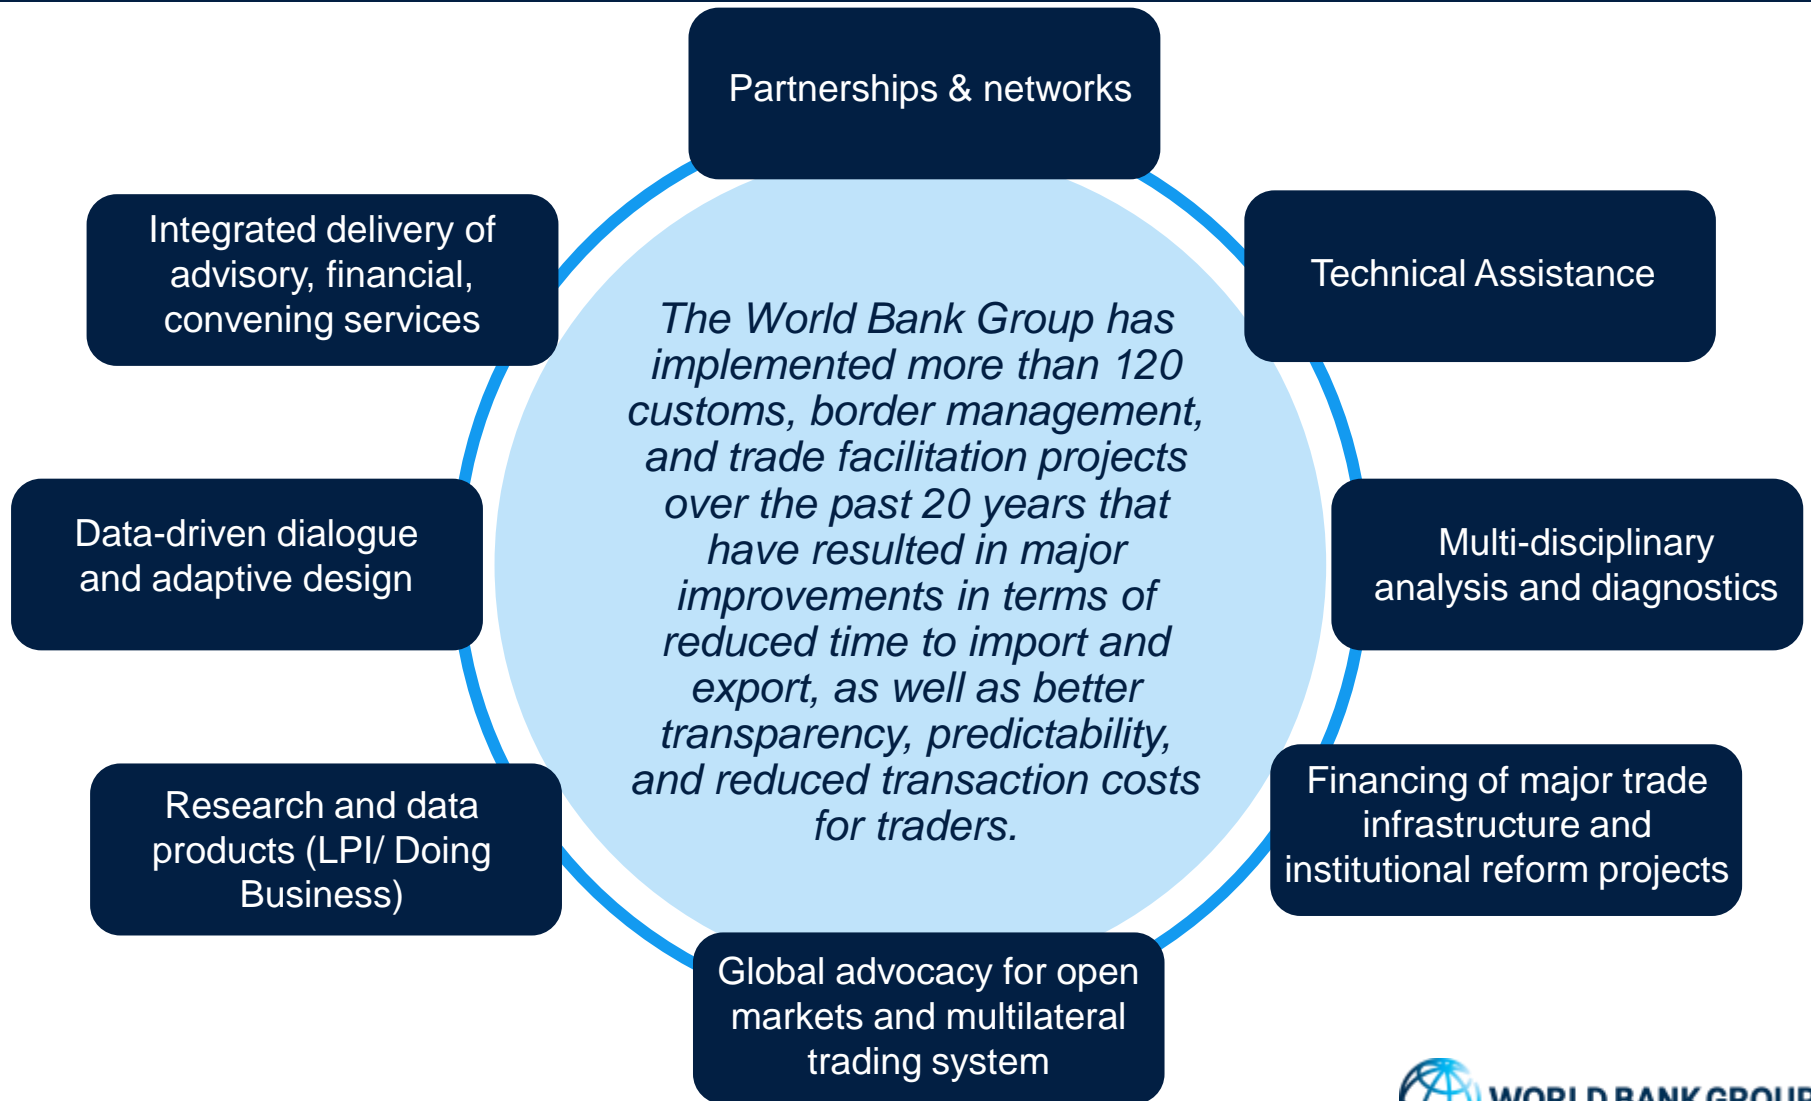 Partnerships & networks
Integrated delivery of
advisory, financial,
convening services
Technical Assistance
The World Bank Group has
implemented more than 120
customs, border management,
and trade facilitation projects
over the past 20 years that
have resulted in major
improvements in terms of
reduced time to import and
export, as well as better
transparency, predictability,
and reduced transaction costs
for traders.
Data-driven dialogue
and adaptive design
Multi-disciplinary
analysis and diagnostics
Research and data
products (LPI/ Doing
Business)
Financing of major trade
infrastructure and
institutional reform projects
Global advocacy for open
markets and multilateral
trading system
WORLD BANK GROUP